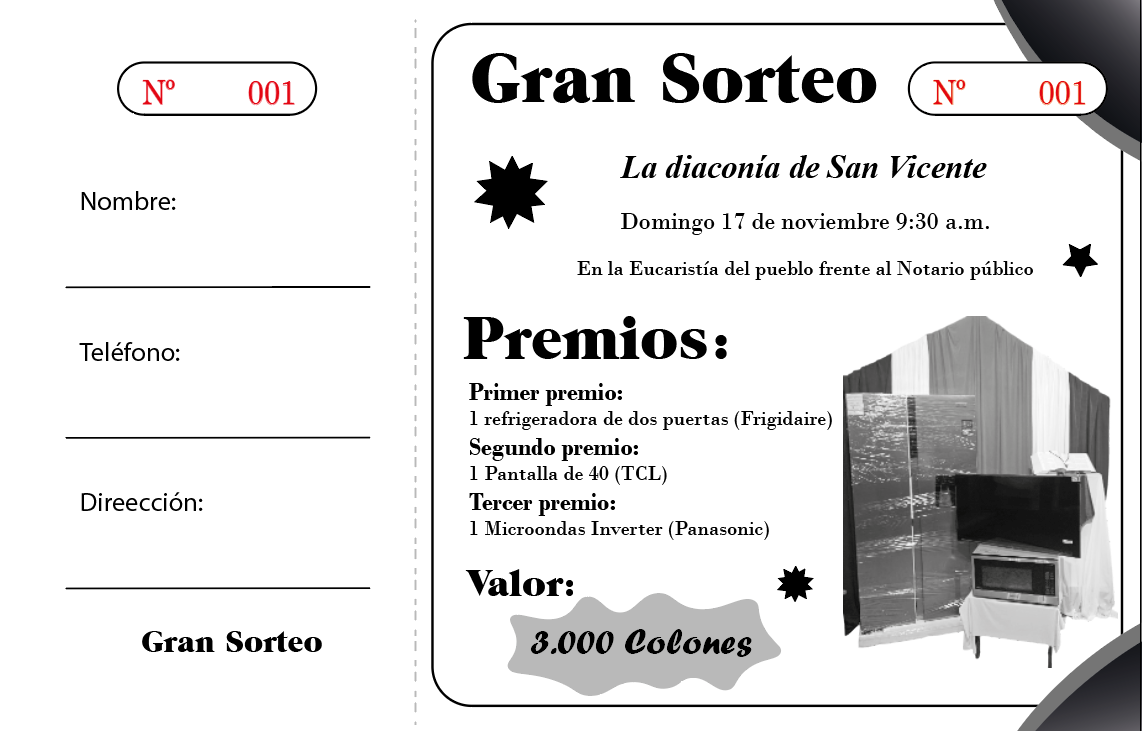 Nº 001
Nombre:
Teléfono:
Direección:
Gran Sorteo
Gran Sorteo
Nº 001
La diaconía de San Vicente
Domingo 17 de noviembre 9:30 a.m.
En la Eucaristía del pueblo frente al Notario público
Premios:
Primer premio:
1 refrigeradora de dos puertas (Frigidaire)
Segundo premio:
1 Pantalla de 40 (TCL)
Tercer premio:
1 Microondas Inverter (Panasonic)
Valor:
3.000 Colones